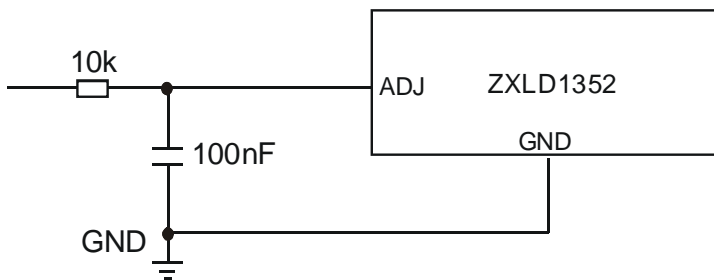 10k
ADJ
ZXLD1352
GND
100nF
GND